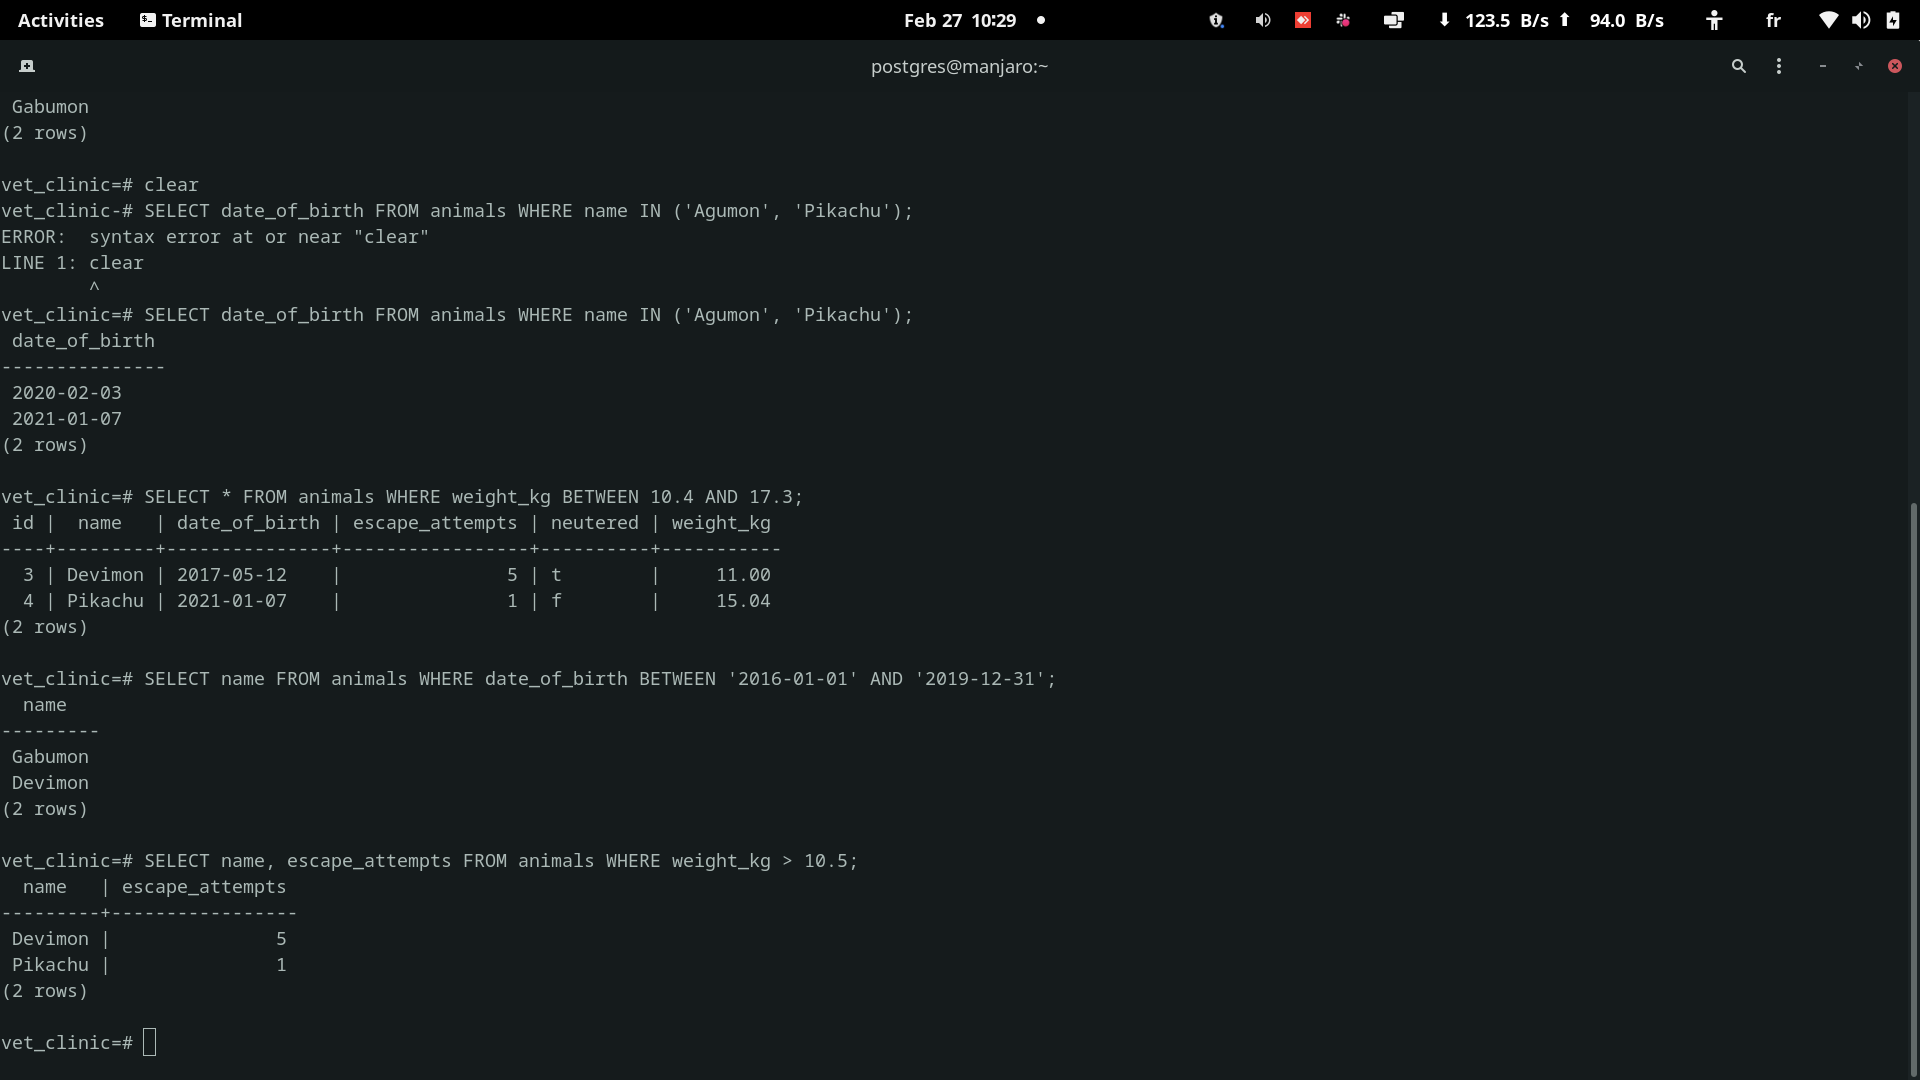 Activities Terminal Feb 27 10:29 123.5 B/s 94.0 B/s fr
postgres@manjaro:~
 Gabumon
(2 rows)

vet_clinic=# clear
vet_clinic-# SELECT date_of_birth FROM animals WHERE name IN ('Agumon', 'Pikachu');
ERROR:  syntax error at or near "clear"
LINE 1: clear
        ^
vet_clinic=# SELECT date_of_birth FROM animals WHERE name IN ('Agumon', 'Pikachu');
 date_of_birth
---------------
 2020-02-03
 2021-01-07
(2 rows)

vet_clinic=# SELECT * FROM animals WHERE weight_kg BETWEEN 10.4 AND 17.3;
 id |  name   | date_of_birth | escape_attempts | neutered | weight_kg
----+---------+---------------+-----------------+----------+-----------
  3 | Devimon | 2017-05-12    |               5 | t        |     11.00
  4 | Pikachu | 2021-01-07    |               1 | f        |     15.04
(2 rows)

vet_clinic=# SELECT name FROM animals WHERE date_of_birth BETWEEN '2016-01-01' AND '2019-12-31';
  name
---------
 Gabumon
 Devimon
(2 rows)

vet_clinic=# SELECT name, escape_attempts FROM animals WHERE weight_kg > 10.5;
  name   | escape_attempts
---------+-----------------
 Devimon |               5
 Pikachu |               1
(2 rows)

vet_clinic=#